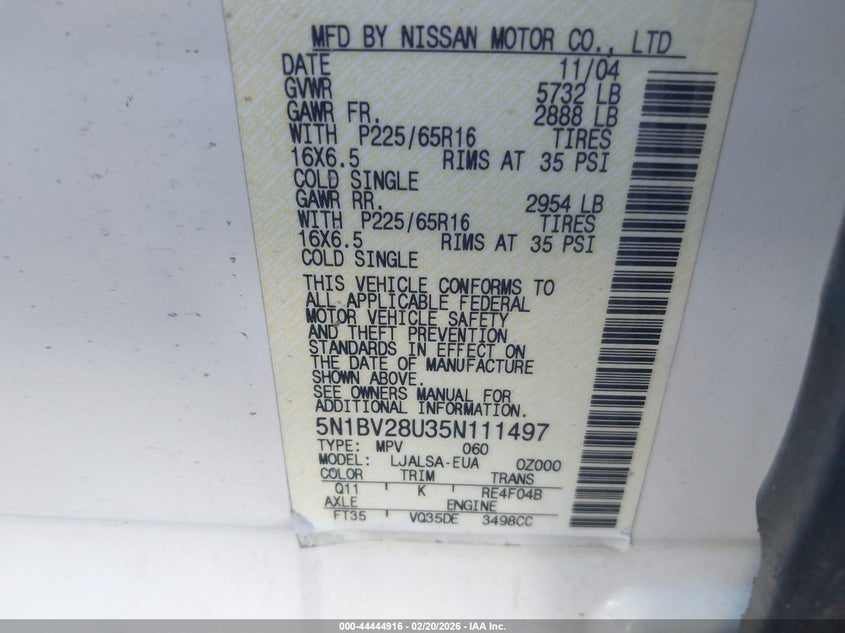 MFD BY NISSAN MOTOR CO., LTD
DATE 11/04
GVWR 5732 LB
GAWR FR. 2888 LB
WITH P225/65R16 TIRES
16X6.5 RIMS AT 35 PSI
COLD SINGLE
GAWR RR. 2954 LB
WITH P225/65R16 TIRES
16X6.5 RIMS AT 35 PSI
COLD SINGLE
THIS VEHICLE CONFORMS TO
ALL APPLICABLE FEDERAL
MOTOR VEHICLE SAFETY
AND THEFT PREVENTION
STANDARDS IN EFFECT ON
THE DATE OF MANUFACTURE
SHOWN ABOVE.
SEE OWNERS MANUAL FOR
ADDITIONAL INFORMATION.
5N1BV28U35N111497
TYPE: MPV 060
MODEL: LJALSA-EUA 0Z000
COLOR TRIM TRANS
Q11 K RE4F04B
AXLE ENGINE
FT35 VQ35DE 3498CC
000-44444916 - 02/20/2026 - IAA Inc.